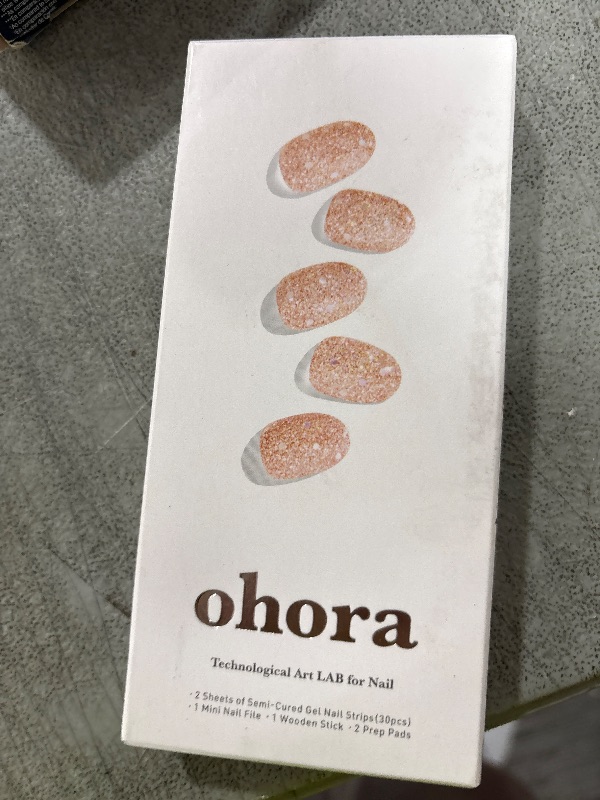 ohora
Technological Art LAB for Nail
· 2 Sheets of Semi-Cured Gel Nail Strips(30pcs)
· 1 Mini Nail File · 1 Wooden Stick · 2 Prep Pads